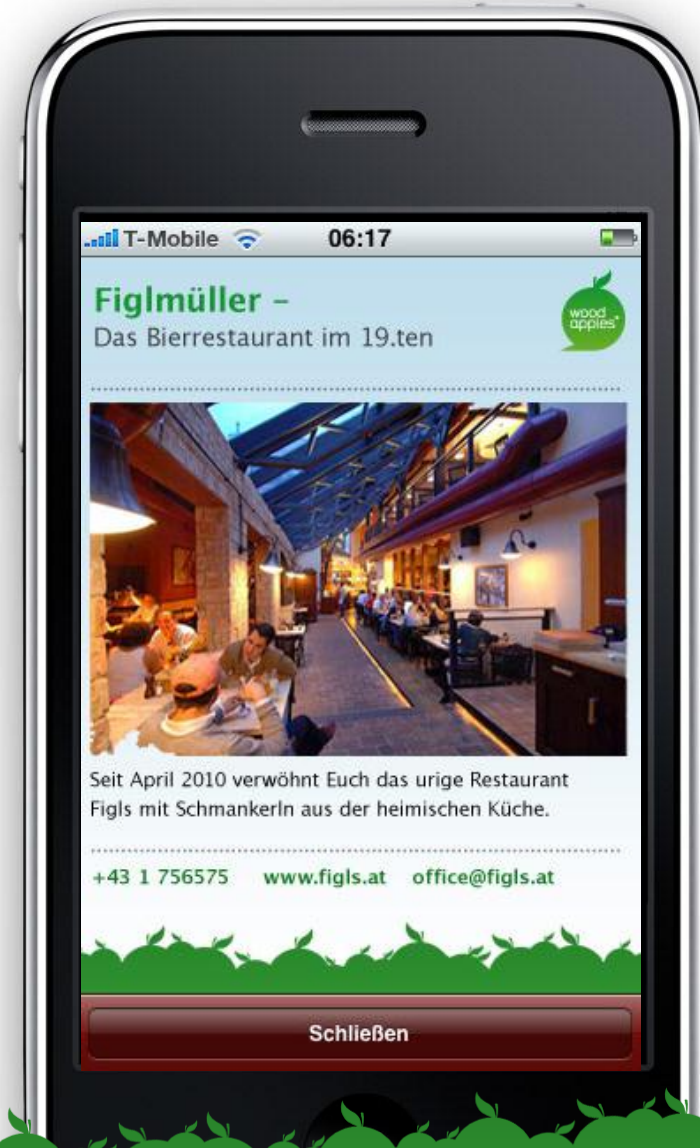 T-Mobile 06:17
Figlmüller –
Das Bierrestaurant im 19.ten
wood
apples*
Seit April 2010 verwöhnt Euch das urige Restaurant
Figls mit Schmankerln aus der heimischen Küche.
+43 1 756575 www.figls.at office@figls.at
Schließen